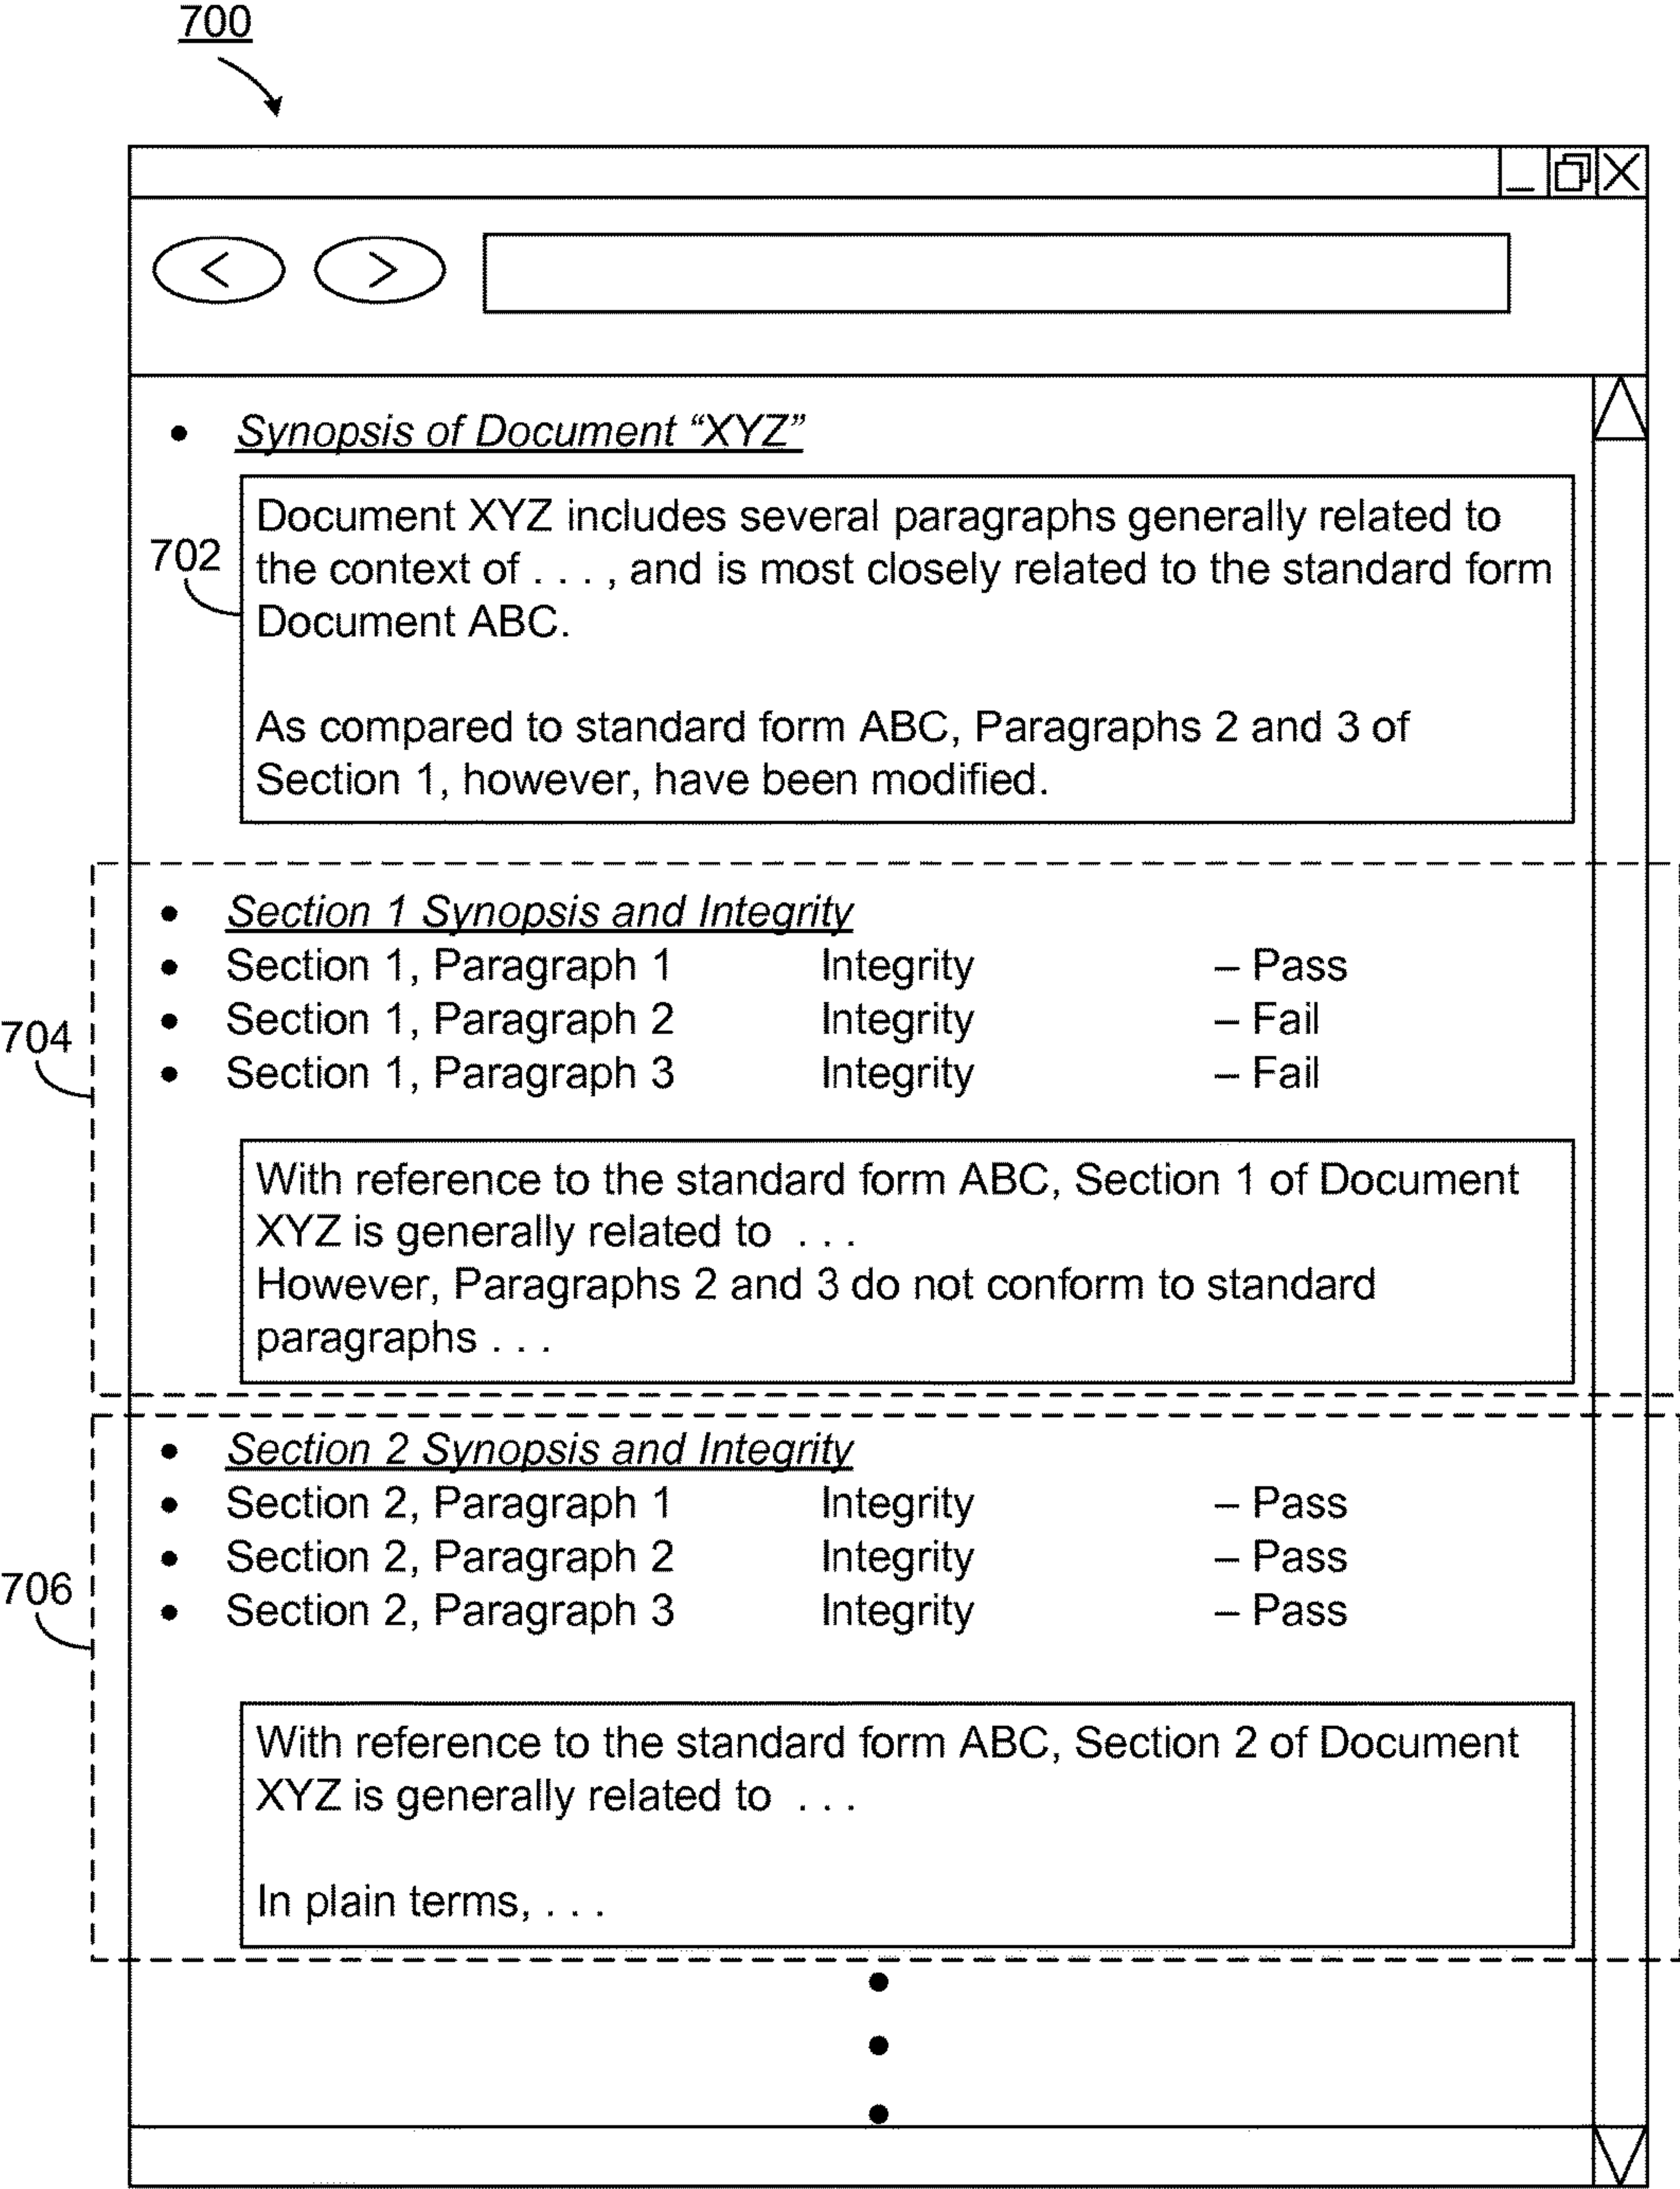 700
• Synopsis of Document “XYZ”
702
Document XYZ includes several paragraphs generally related to
the context of . . . , and is most closely related to the standard form
Document ABC.
As compared to standard form ABC, Paragraphs 2 and 3 of
Section 1, however, have been modified.
704
• Section 1 Synopsis and Integrity
• Section 1, Paragraph 1 Integrity – Pass
• Section 1, Paragraph 2 Integrity – Fail
• Section 1, Paragraph 3 Integrity – Fail
With reference to the standard form ABC, Section 1 of Document
XYZ is generally related to . . .
However, Paragraphs 2 and 3 do not conform to standard
paragraphs . . .
706
• Section 2 Synopsis and Integrity
• Section 2, Paragraph 1 Integrity – Pass
• Section 2, Paragraph 2 Integrity – Pass
• Section 2, Paragraph 3 Integrity – Pass
With reference to the standard form ABC, Section 2 of Document
XYZ is generally related to . . .
In plain terms, . . .